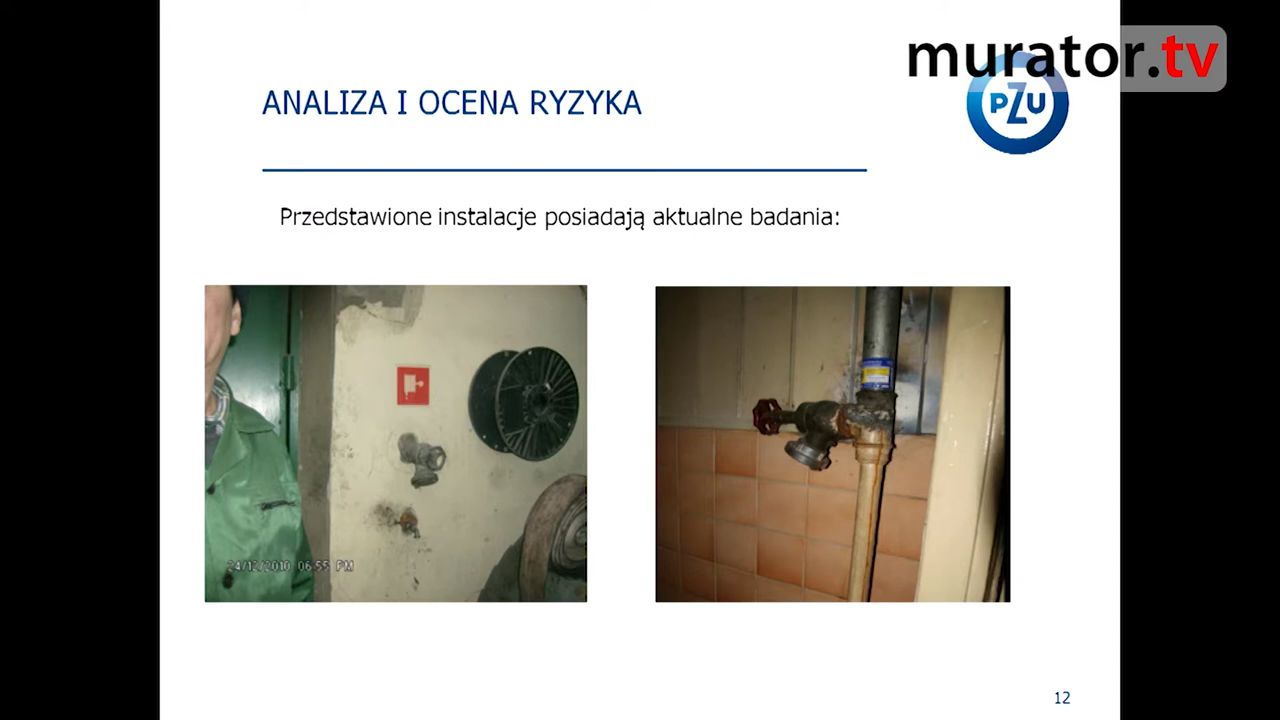 murator.tv
PZU
ANALIZA I OCENA RYZYKA
Przedstawione instalacje posiadają aktualne badania:
24/12/2010 06:55 PM
12